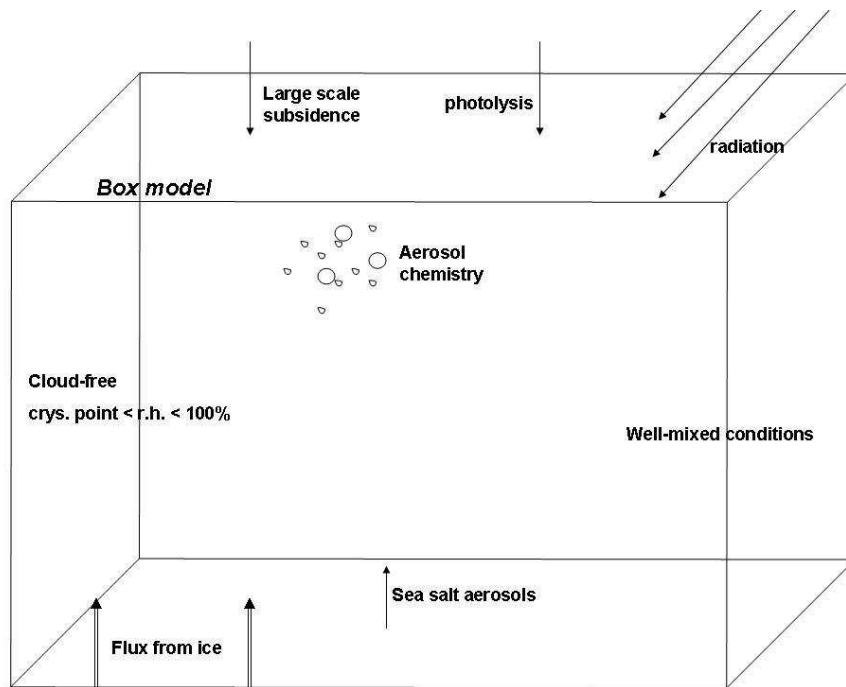 Large scale
subsidence
photolysis
radiation
Box model
Aerosol
chemistry
Cloud-free
crys. point < r.h. < 100%
Well-mixed conditions
Sea salt aerosols
Flux from ice